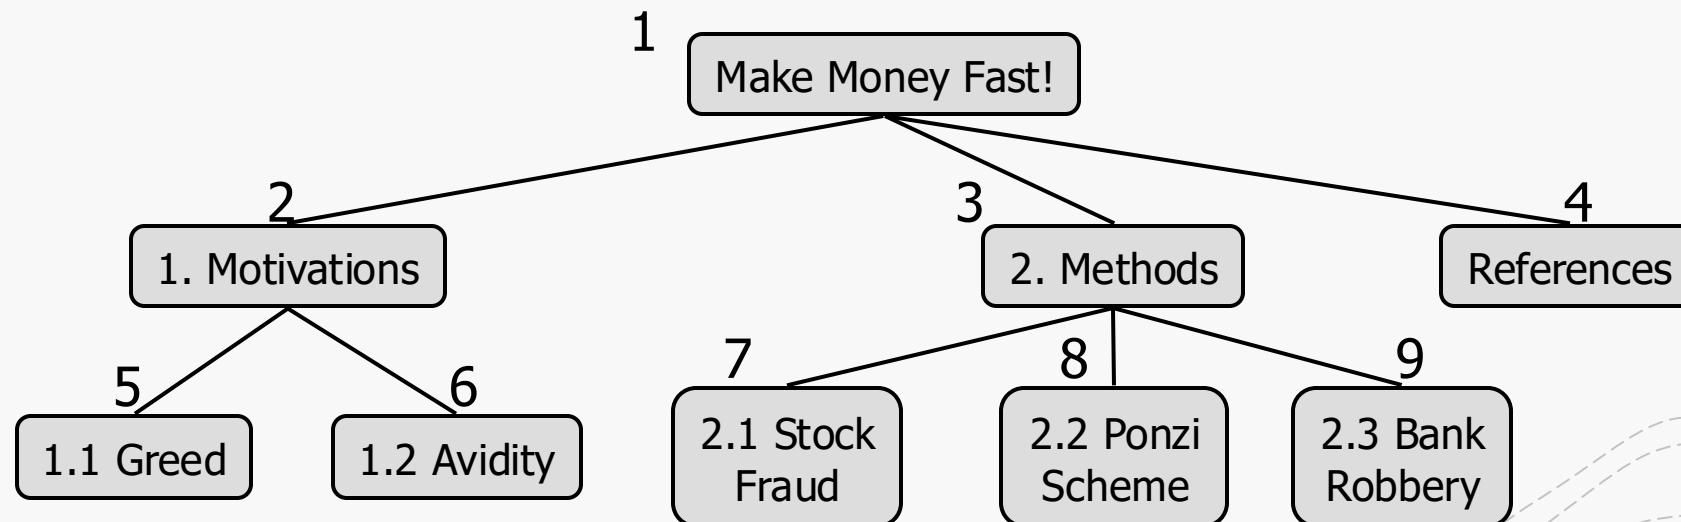 1
Make Money Fast!
2
3
4
1. Motivations
2. Methods
References
5
6
7
8
9
1.1 Greed
1.2 Avidity
2.1 Stock
Fraud
2.2 Ponzi
Scheme
2.3 Bank
Robbery